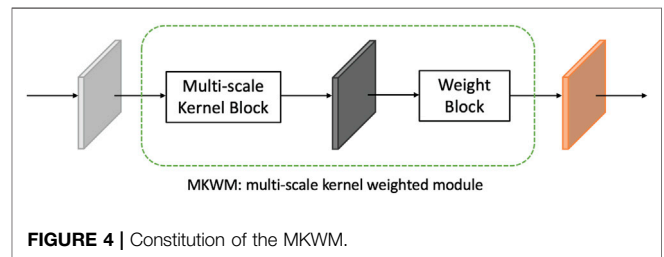 Multi-scale
Kernel Block
Weight
Block
MKWM: multi-scale kernel weighted module
FIGURE 4 | Constitution of the MKWM.